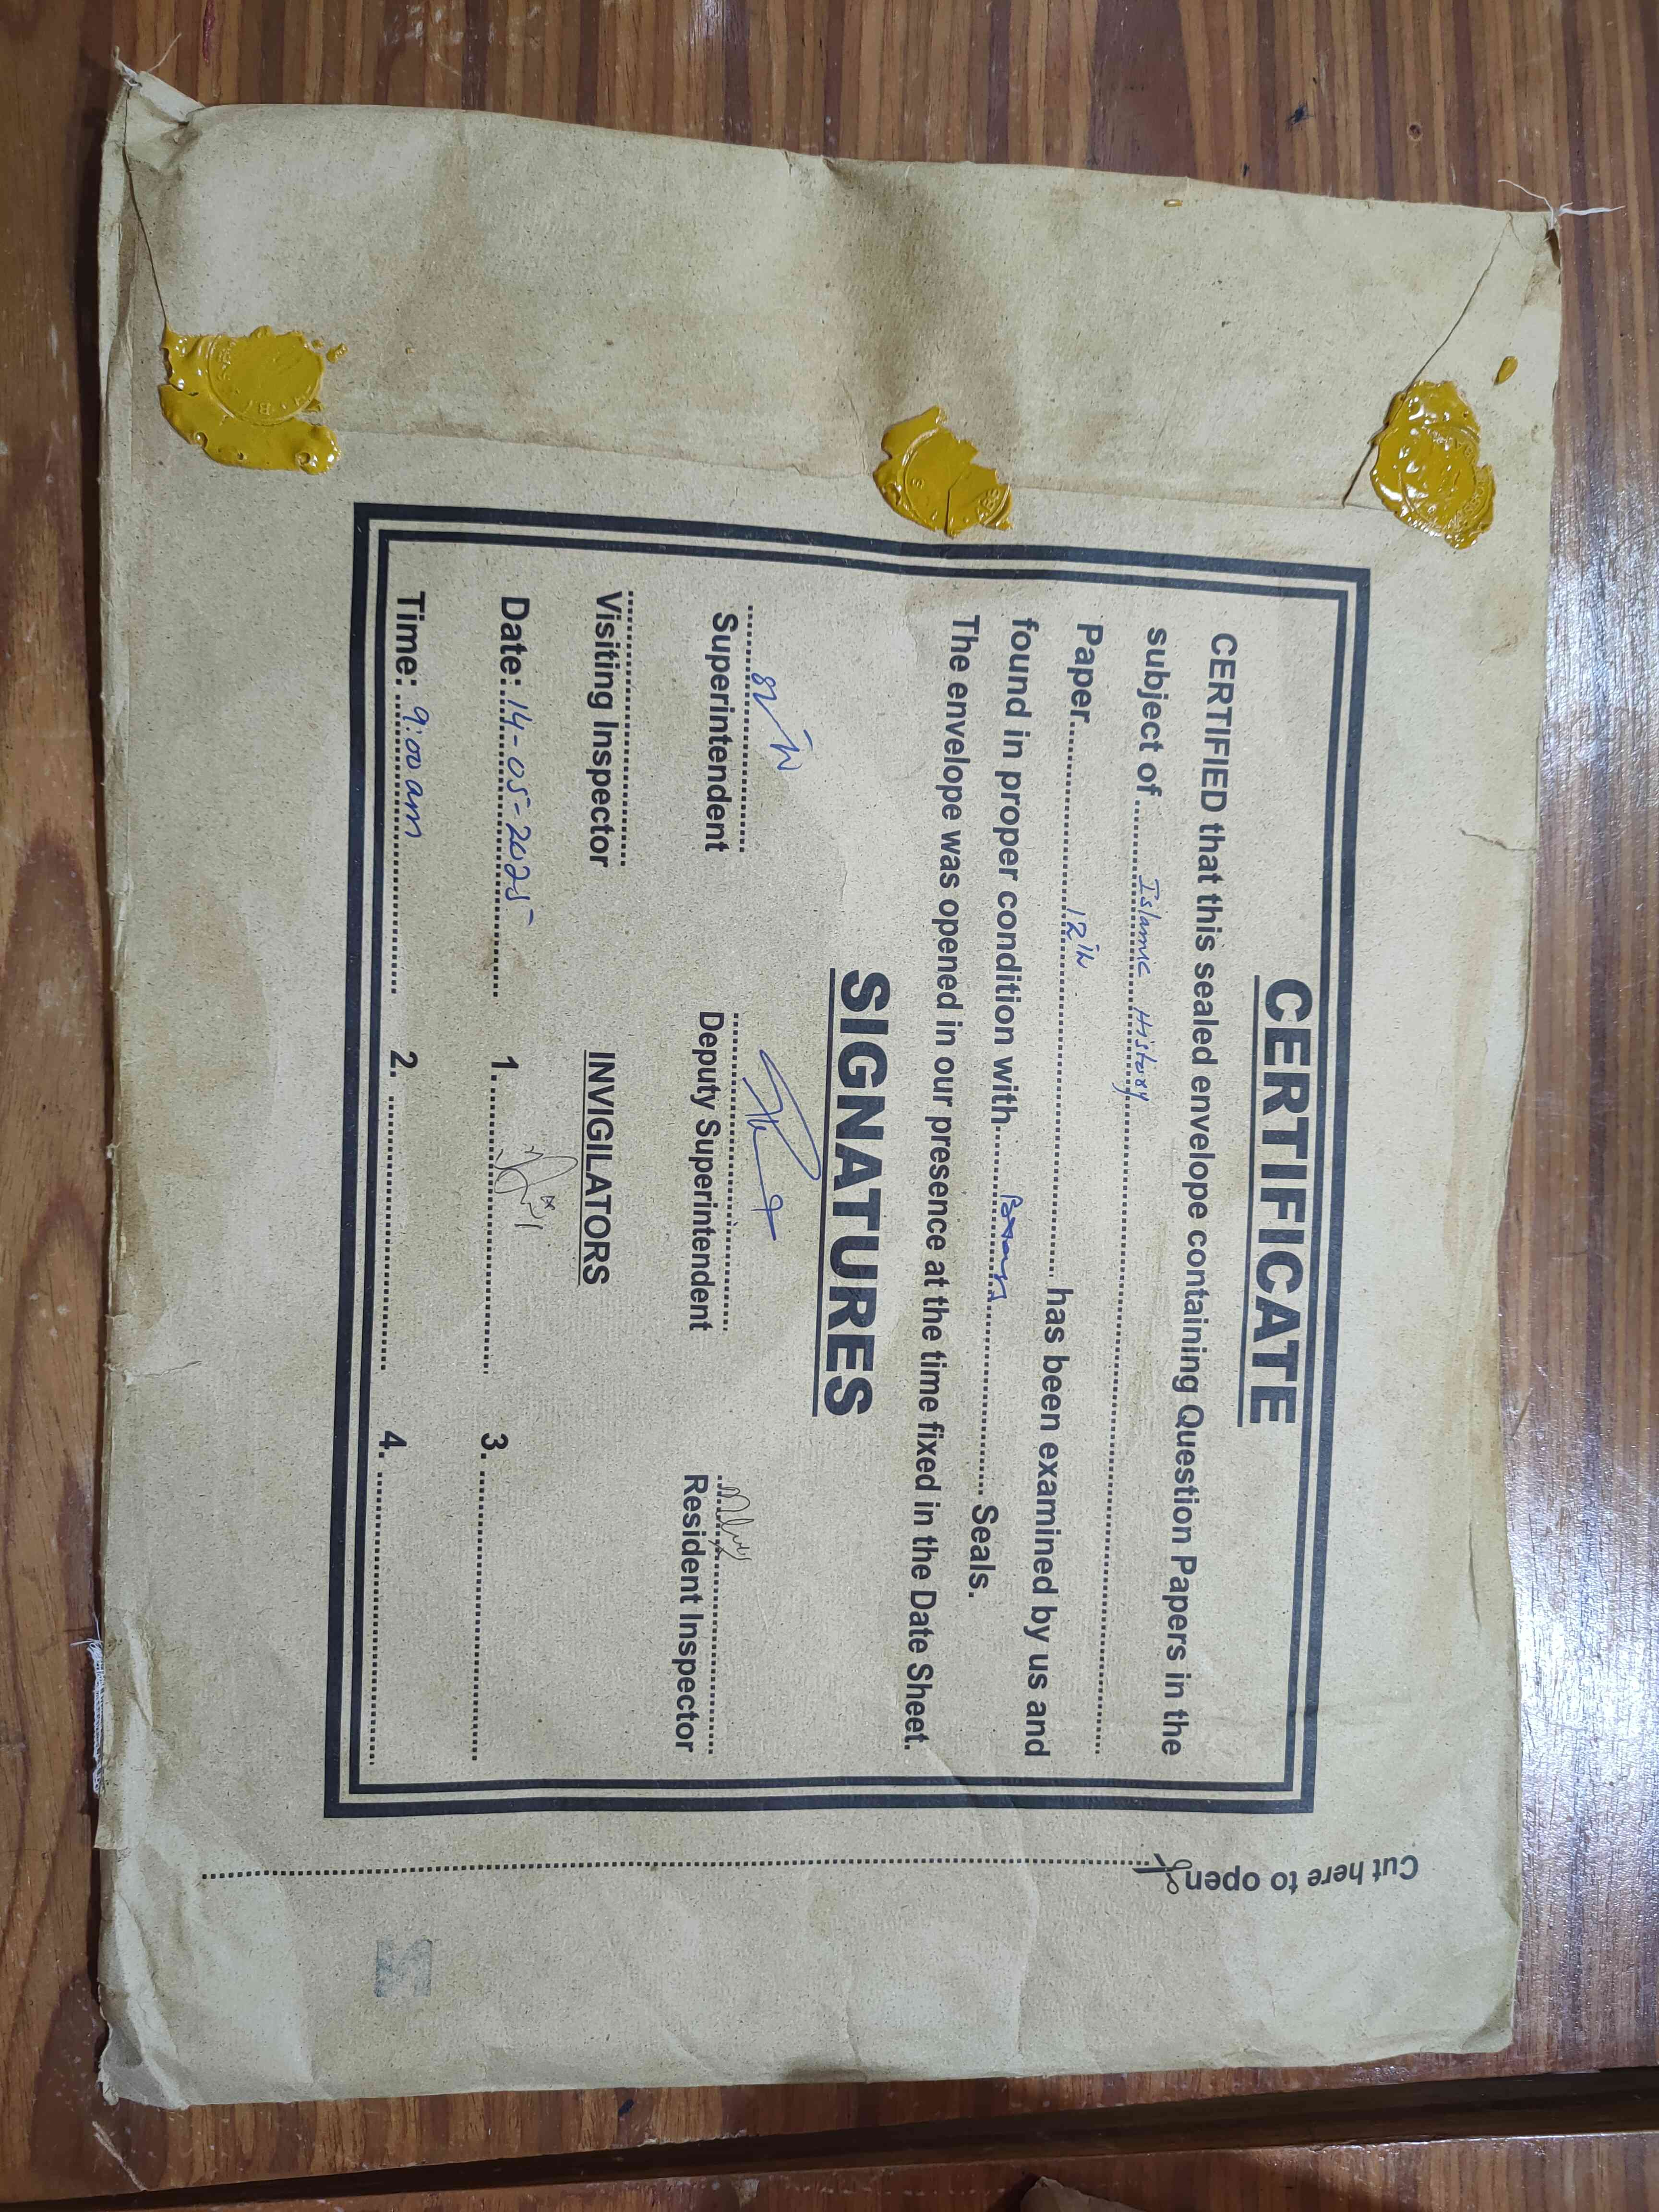 CERTIFICATE
CERTIFIED that this sealed envelope containing Question Papers in the
subject of Islamic History
Paper 12th has been examined by us and
found in proper condition with Seals.
The envelope was opened in our presence at the time fixed in the Date Sheet.
SIGNATURES
Superintendent Deputy Superintendent Resident Inspector
Visiting Inspector INVIGILATORS
Date: 14-05-2025 1. 3.
Time: 9:00 am 2. 4.
Cut here to open